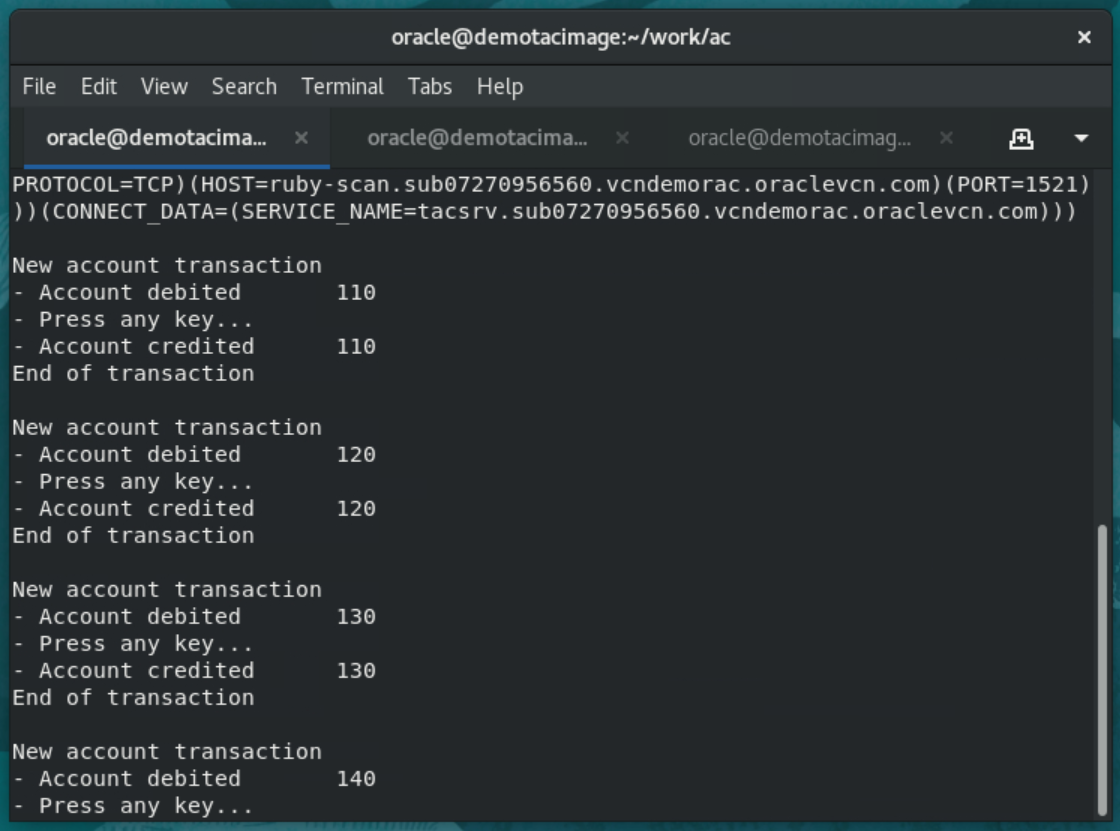 oracle@demotacimage:~/work/ac
File Edit View Search Terminal Tabs Help
oracle@demotacima... oracle@demotacima... oracle@demotacimag...
PROTOCOL=TCP)(HOST=ruby-scan.sub07270956560.vcndemorac.oraclevcn.com)(PORT=1521)
))(CONNECT_DATA=(SERVICE_NAME=tacsrv.sub07270956560.vcndemorac.oraclevcn.com)))
New account transaction
- Account debited 110
- Press any key...
- Account credited 110
End of transaction
New account transaction
- Account debited 120
- Press any key...
- Account credited 120
End of transaction
New account transaction
- Account debited 130
- Press any key...
- Account credited 130
End of transaction
New account transaction
- Account debited 140
- Press any key...